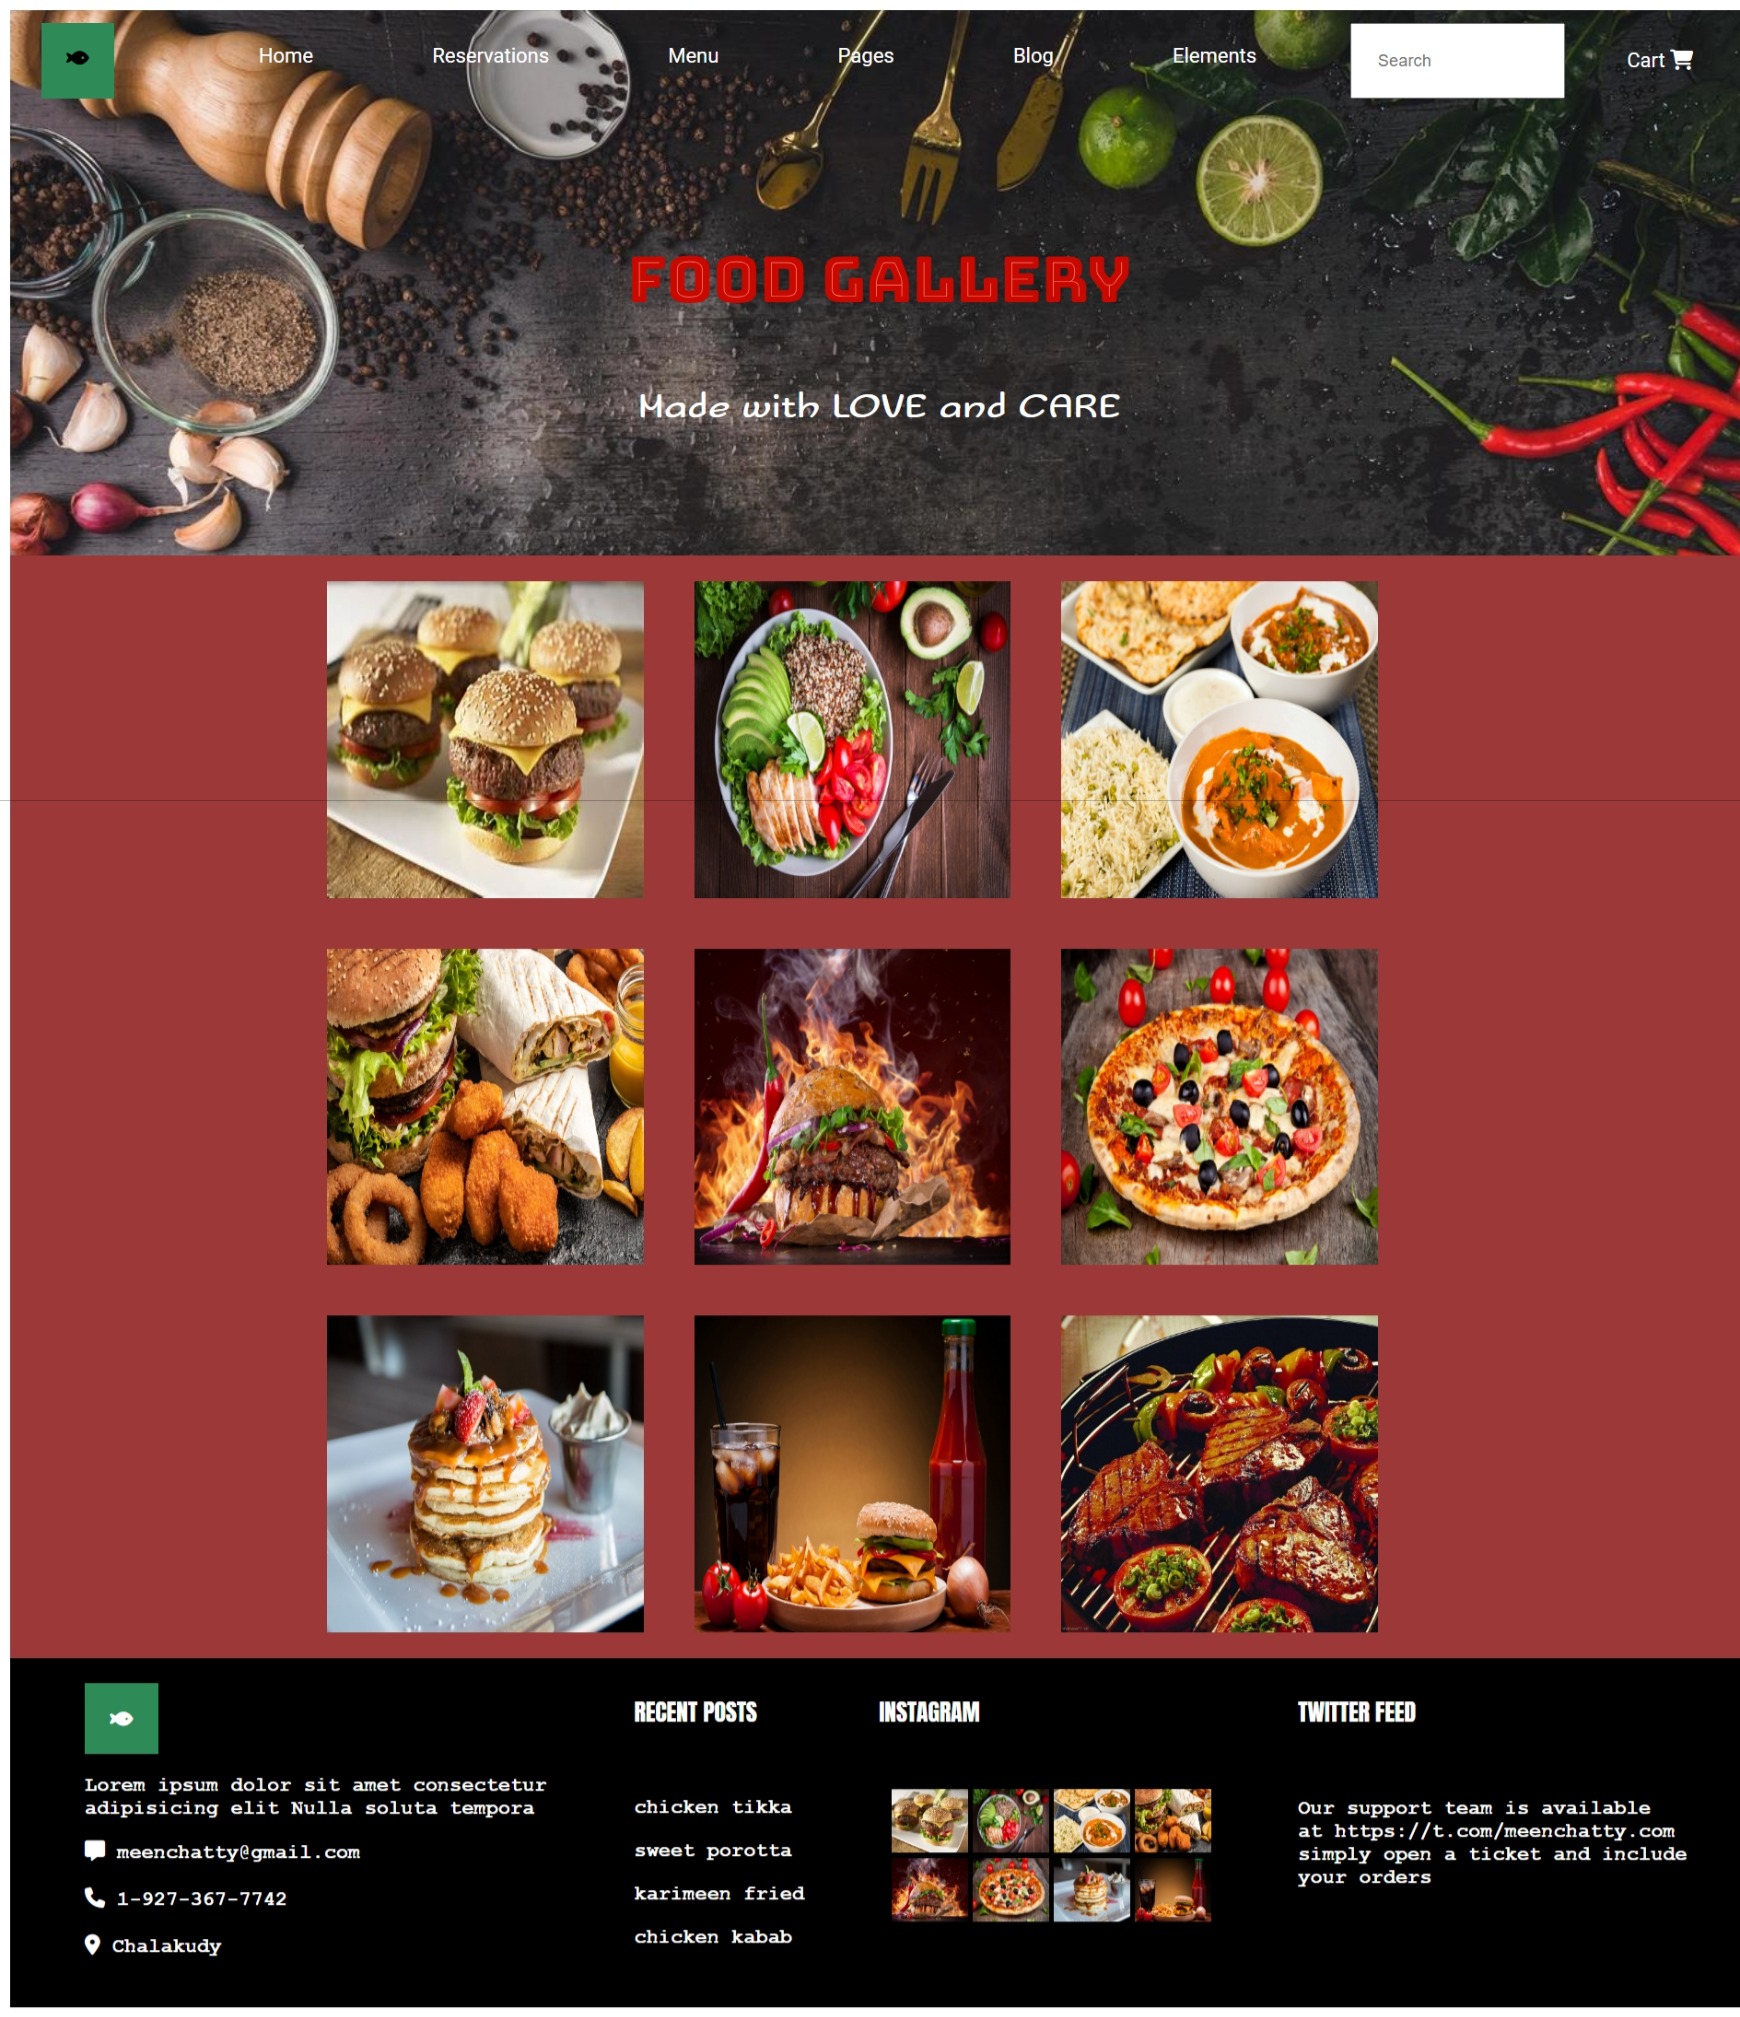 Home
Reservations
Menu
Pages
Blog
Elements
Search
Cart
FOOD GALLERY
Made with LOVE and CARE
Lorem ipsum dolor sit amet consectetur
adipisicing elit Nulla soluta tempora
meenchatty@gmail.com
1-927-367-7742
Chalakudy
RECENT POSTS
chicken tikka
sweet porotta
karimeen fried
chicken kabab
INSTAGRAM
TWITTER FEED
Our support team is available
at https://t.com/meenchatty.com
simply open a ticket and include
your orders